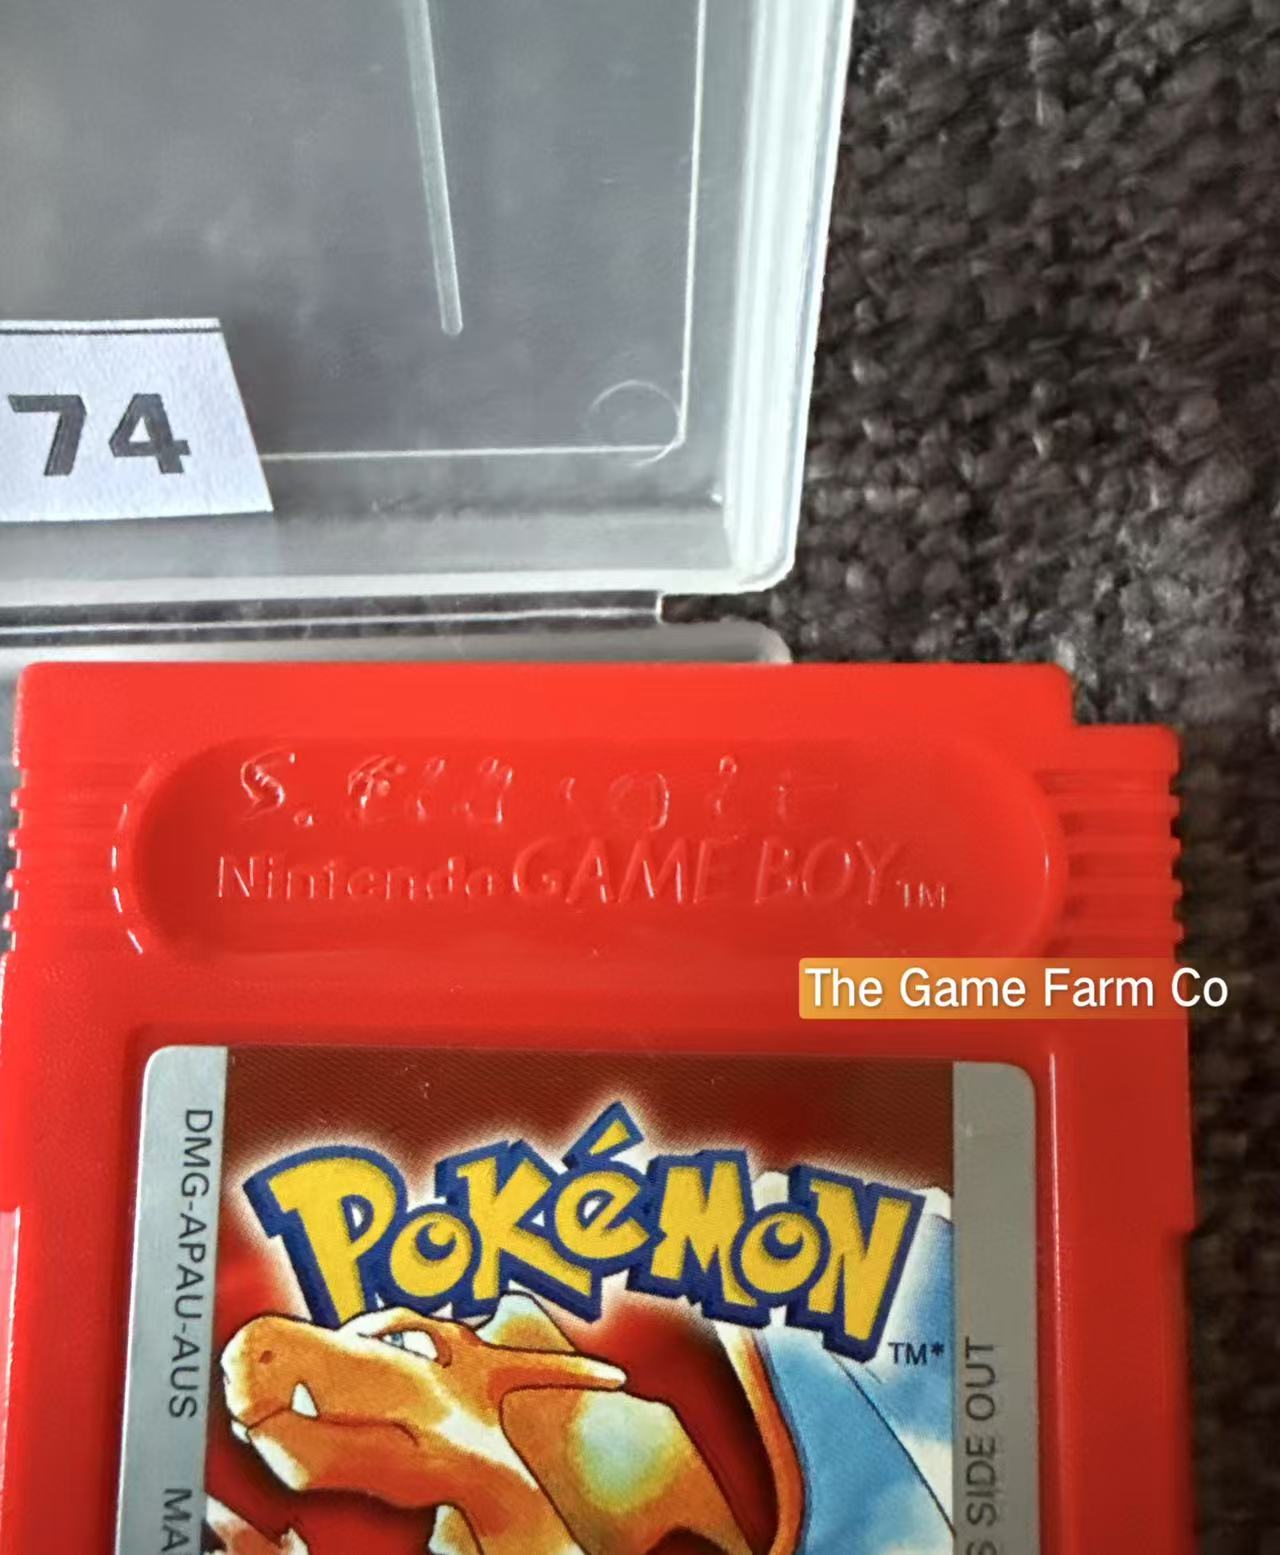 74
Nintendo GAME BOY TM
The Game Farm Co
POKéMON
TM*
DMG-APAU-AUS
SIDE OUT